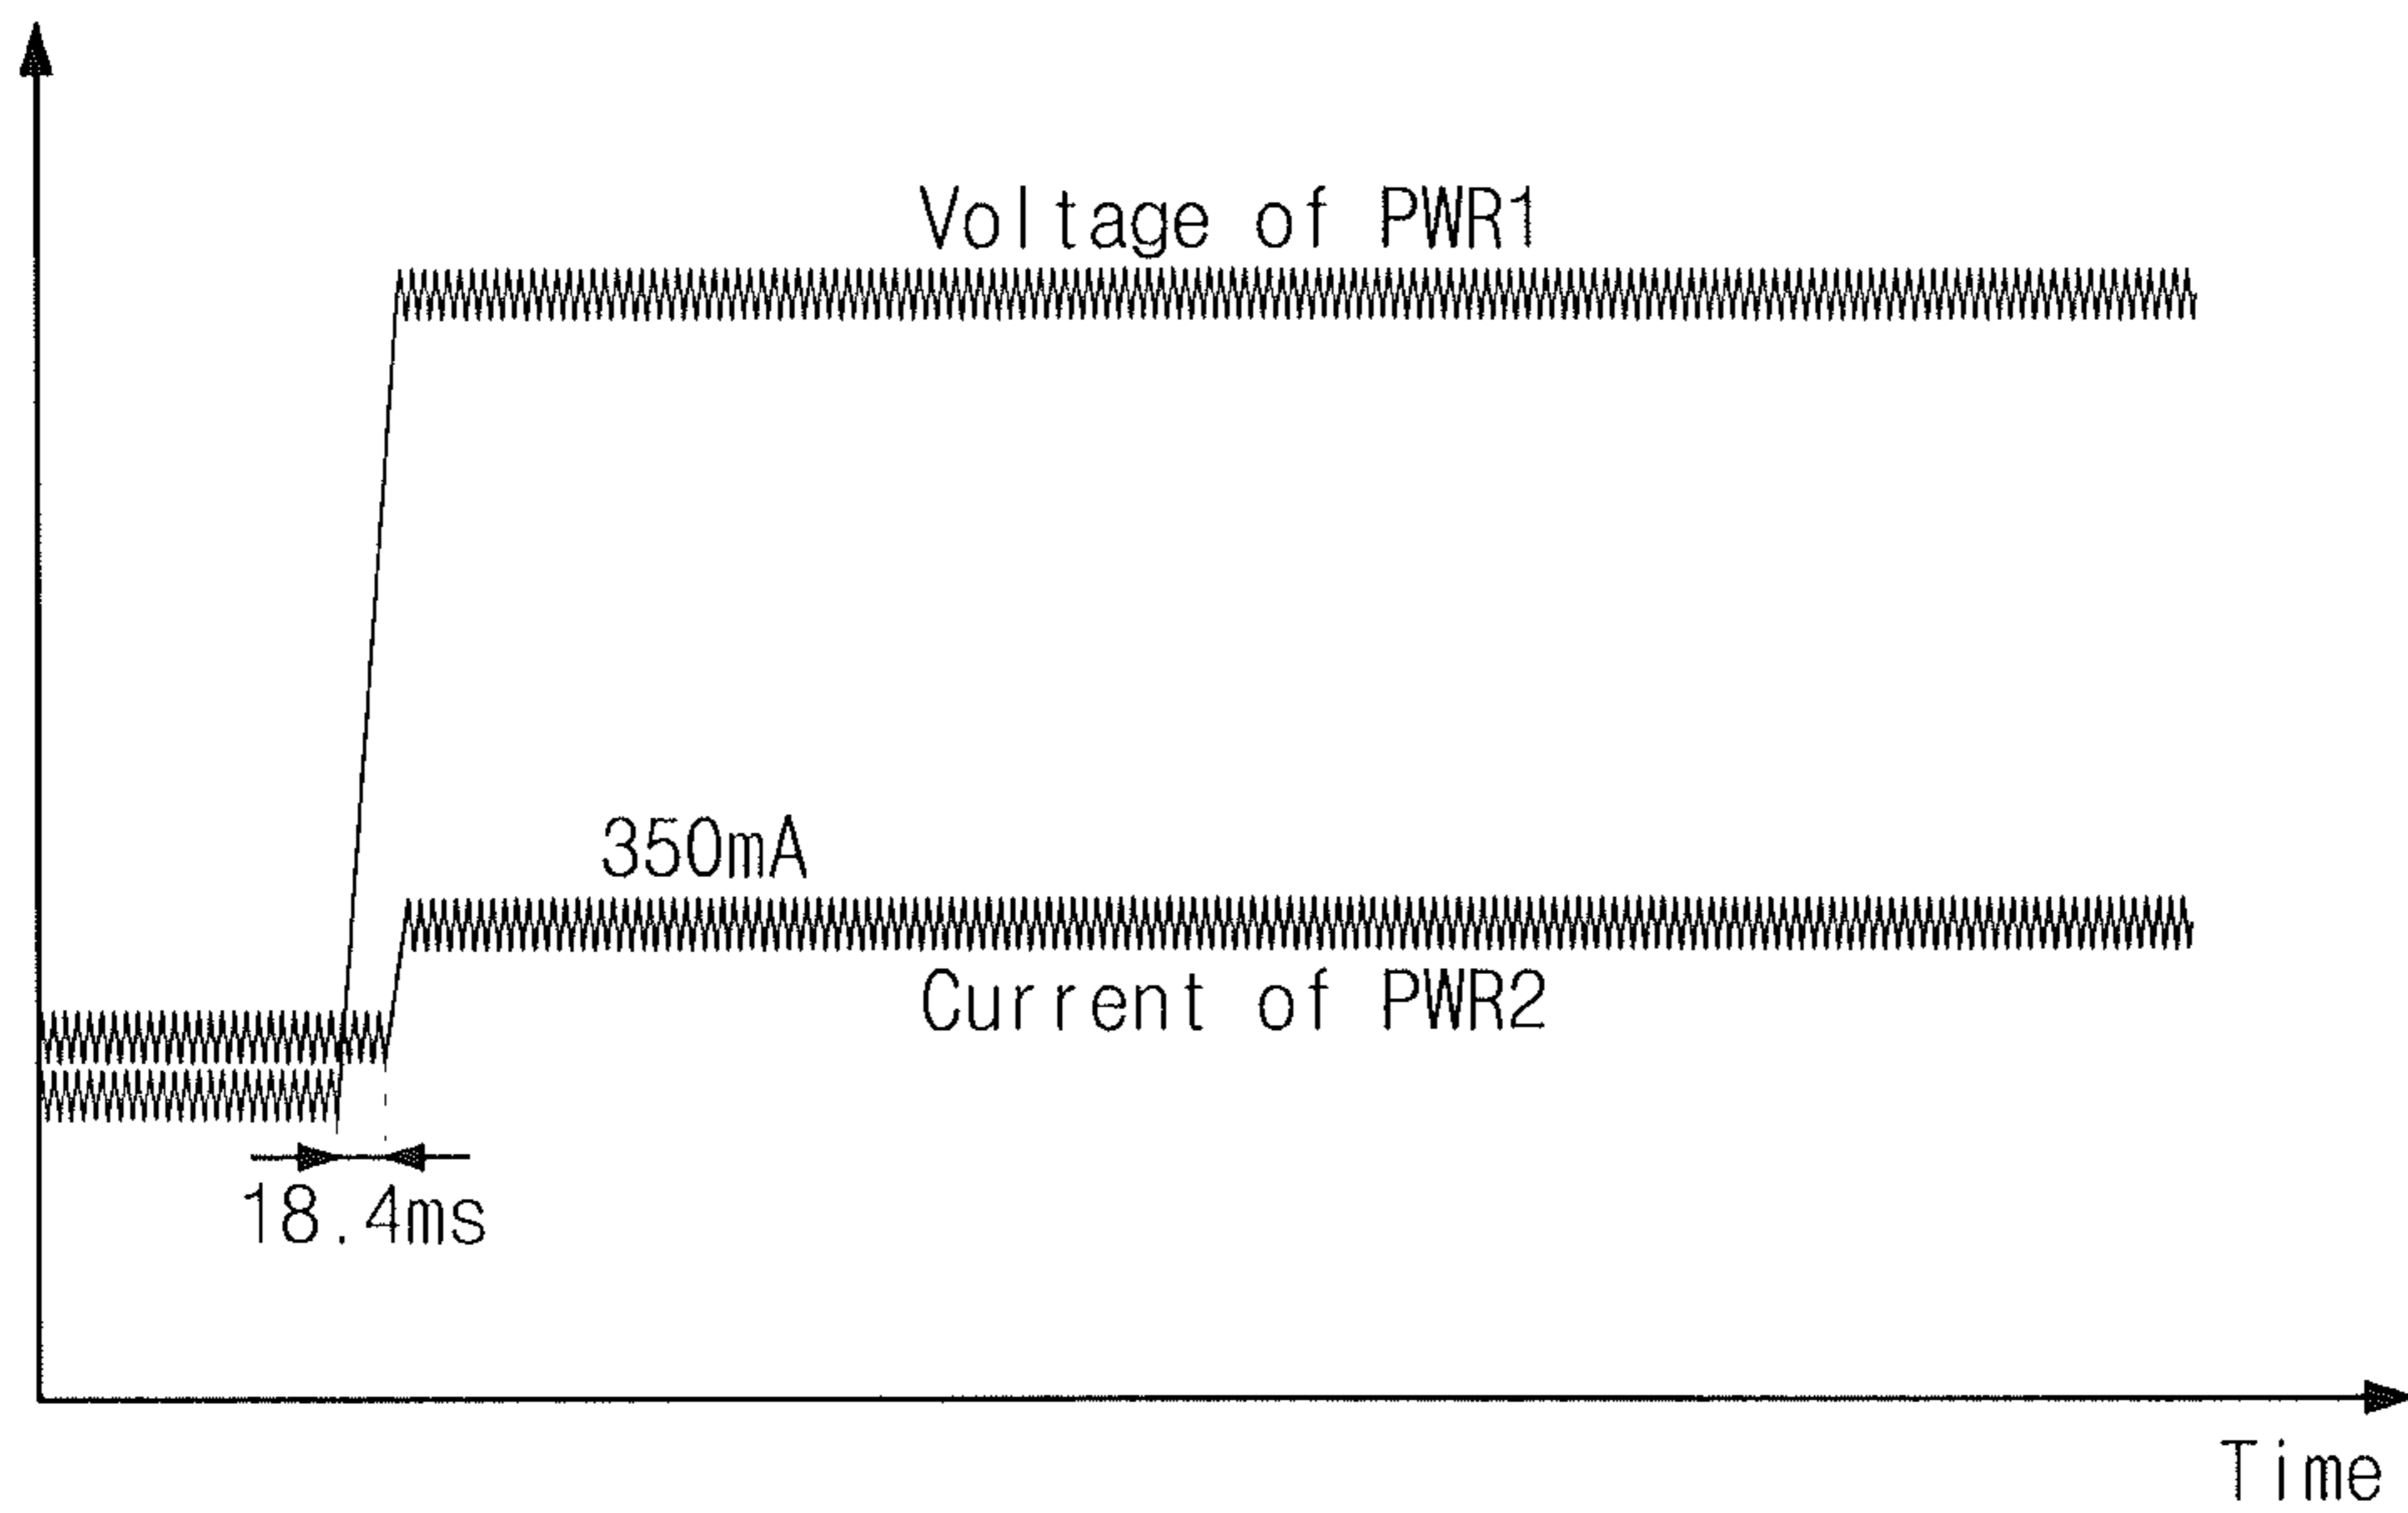 Voltage of PWR1
350mA
Current of PWR2
18.4ms
Time